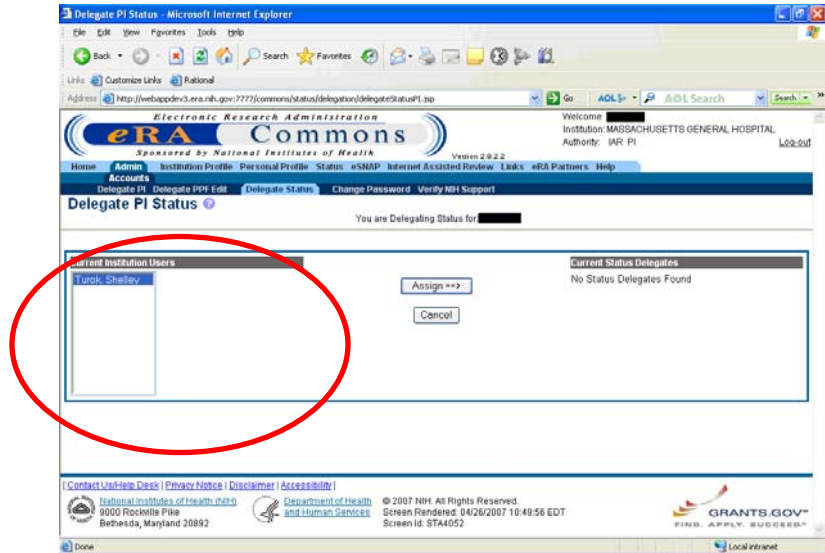 Delegate PI Status - Microsoft Internet Explorer
File Edit View Favorites Tools Help
Back Search Favorites
Links Customize Links Rational
Address http://webappdev3.era.nih.gov:7777/commons/status/delegation/delegateStatusPI.jsp Go AOL AOL Search Search
Electronic Research Administration
eRA Commons
Sponsored by National Institutes of Health
Version 2.9.2.2
Welcome
Institution: MASSACHUSETTS GENERAL HOSPITAL
Authority: IAR PI
Log-out
Home Admin Institution Profile Personal Profile Status eSNAP Internet Assisted Review Links eRA Partners Help
Accounts
Delegate PI Delegate PPF Edit Delegate Status Change Password Verify NIH Support
Delegate PI Status ?
You are Delegating Status for:
Current Institution Users
Turok, Shelley
Assign ==>
Cancel
Current Status Delegates
No Status Delegates Found
[ Contact Us/Help Desk | Privacy Notice | Disclaimer | Accessibility ]
National Institutes of Health (NIH)
9000 Rockville Pike
Bethesda, Maryland 20892
Department of Health
and Human Services
© 2007 NIH. All Rights Reserved.
Screen Rendered: 04/26/2007 10:49:56 EDT
Screen Id: STA4052
GRANTS.GOV
FIND. APPLY. SUCCEED.
Done Local intranet